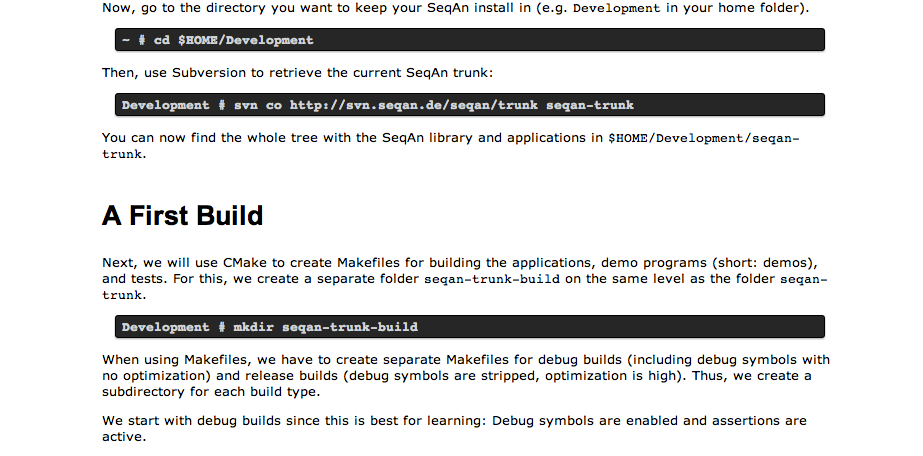 Now, go to the directory you want to keep your SeqAn install in (e.g. Development in your home folder).
~ # cd $HOME/Development
Then, use Subversion to retrieve the current SeqAn trunk:
Development # svn co http://svn.seqan.de/seqan/trunk seqan-trunk
You can now find the whole tree with the SeqAn library and applications in $HOME/Development/seqan-
trunk.
A First Build
Next, we will use CMake to create Makefiles for building the applications, demo programs (short: demos),
and tests. For this, we create a separate folder seqan-trunk-build on the same level as the folder seqan-
trunk.
Development # mkdir seqan-trunk-build
When using Makefiles, we have to create separate Makefiles for debug builds (including debug symbols with
no optimization) and release builds (debug symbols are stripped, optimization is high). Thus, we create a
subdirectory for each build type.
We start with debug builds since this is best for learning: Debug symbols are enabled and assertions are
active.